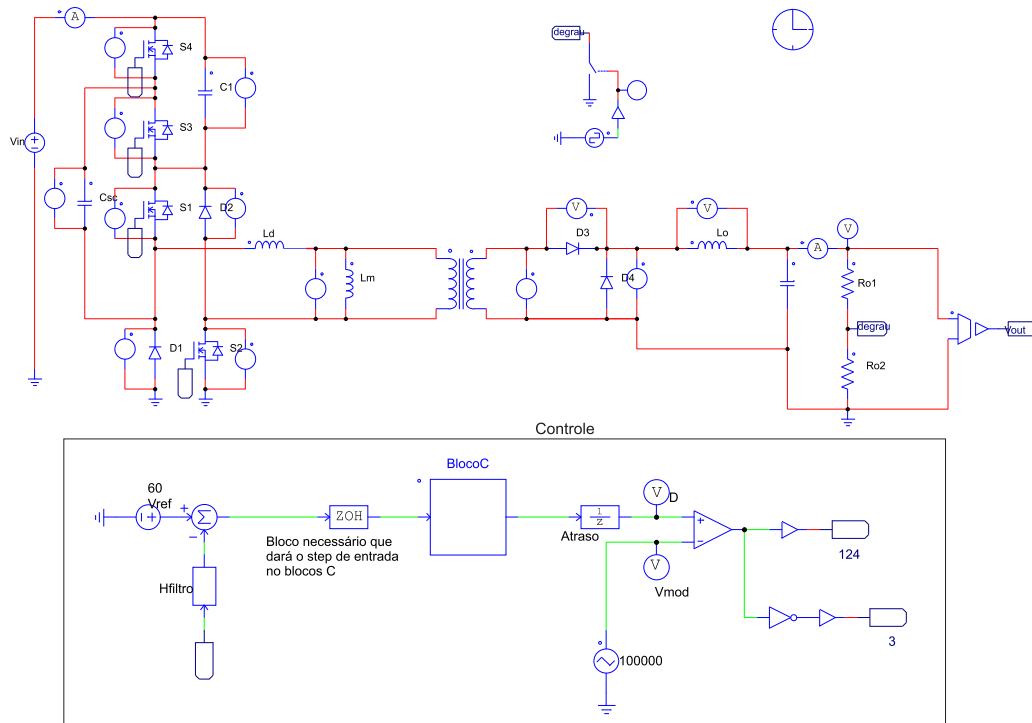 A
S4
degrau
C1
S3
Vin
Csc
S1
D2
V
V
D3
Ld
V
A
Lm
D4
Lo
Ro1
degrau
Vout
D1
S2
Ro2
Controle
BlocoC
60
Vref
V
D
+
Σ
−
ZOH
1
z
+
−
Atraso
Bloco necessário que
dará o step de entrada
no blocos C
124
V
Vmod
Hfiltro
3
100000